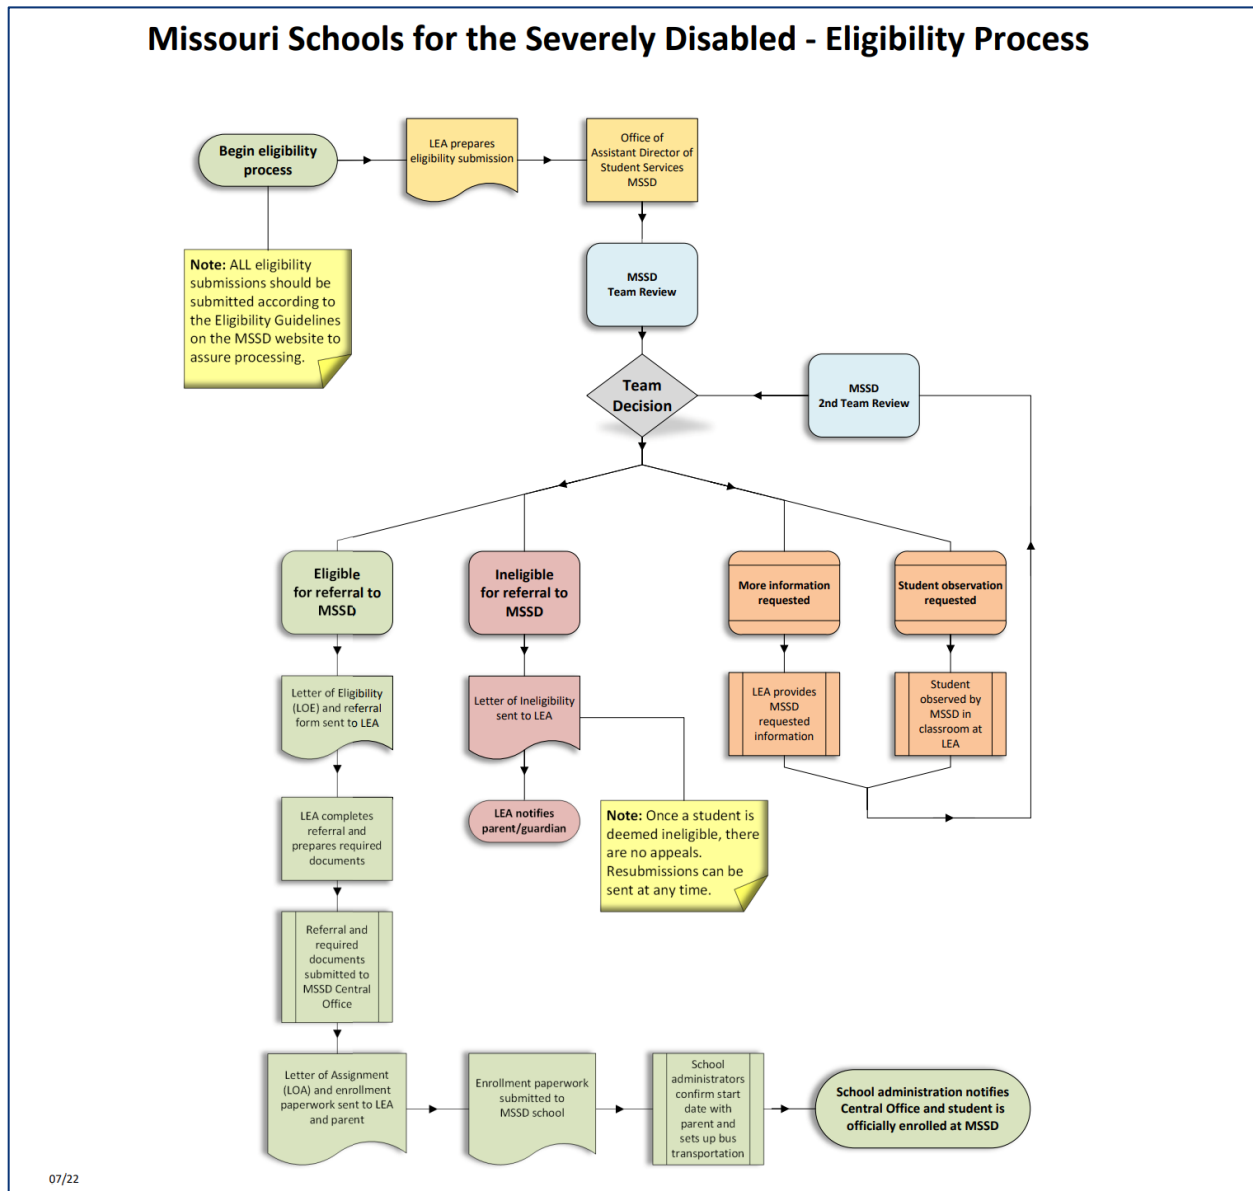 Missouri Schools for the Severely Disabled - Eligibility Process
Begin eligibility
process
LEA prepares
eligibility submission
Office of
Assistant Director of
Student Services
MSSD
Note: ALL eligibility
submissions should be
submitted according to
the Eligibility Guidelines
on the MSSD website to
assure processing.
MSSD
Team Review
Team
Decision
MSSD
2nd Team Review
Eligible
for referral to
MSSD
Ineligible
for referral to
MSSD
More information
requested
Student observation
requested
Letter of Eligibility
(LOE) and referral
form sent to LEA
Letter of Ineligibility
sent to LEA
LEA provides
MSSD
requested
information
Student
observed by
MSSD in
classroom at
LEA
LEA completes
referral and
prepares required
documents
LEA notifies
parent/guardian
Note: Once a student is
deemed ineligible, there
are no appeals.
Resubmissions can be
sent at any time.
Referral and
required
documents
submitted to
MSSD Central
Office
Letter of Assignment
(LOA) and enrollment
paperwork sent to LEA
and parent
Enrollment paperwork
submitted to
MSSD school
School
administrators
confirm start
date with
parent and
sets up bus
transportation
School administration notifies
Central Office and student is
officially enrolled at MSSD
07/22